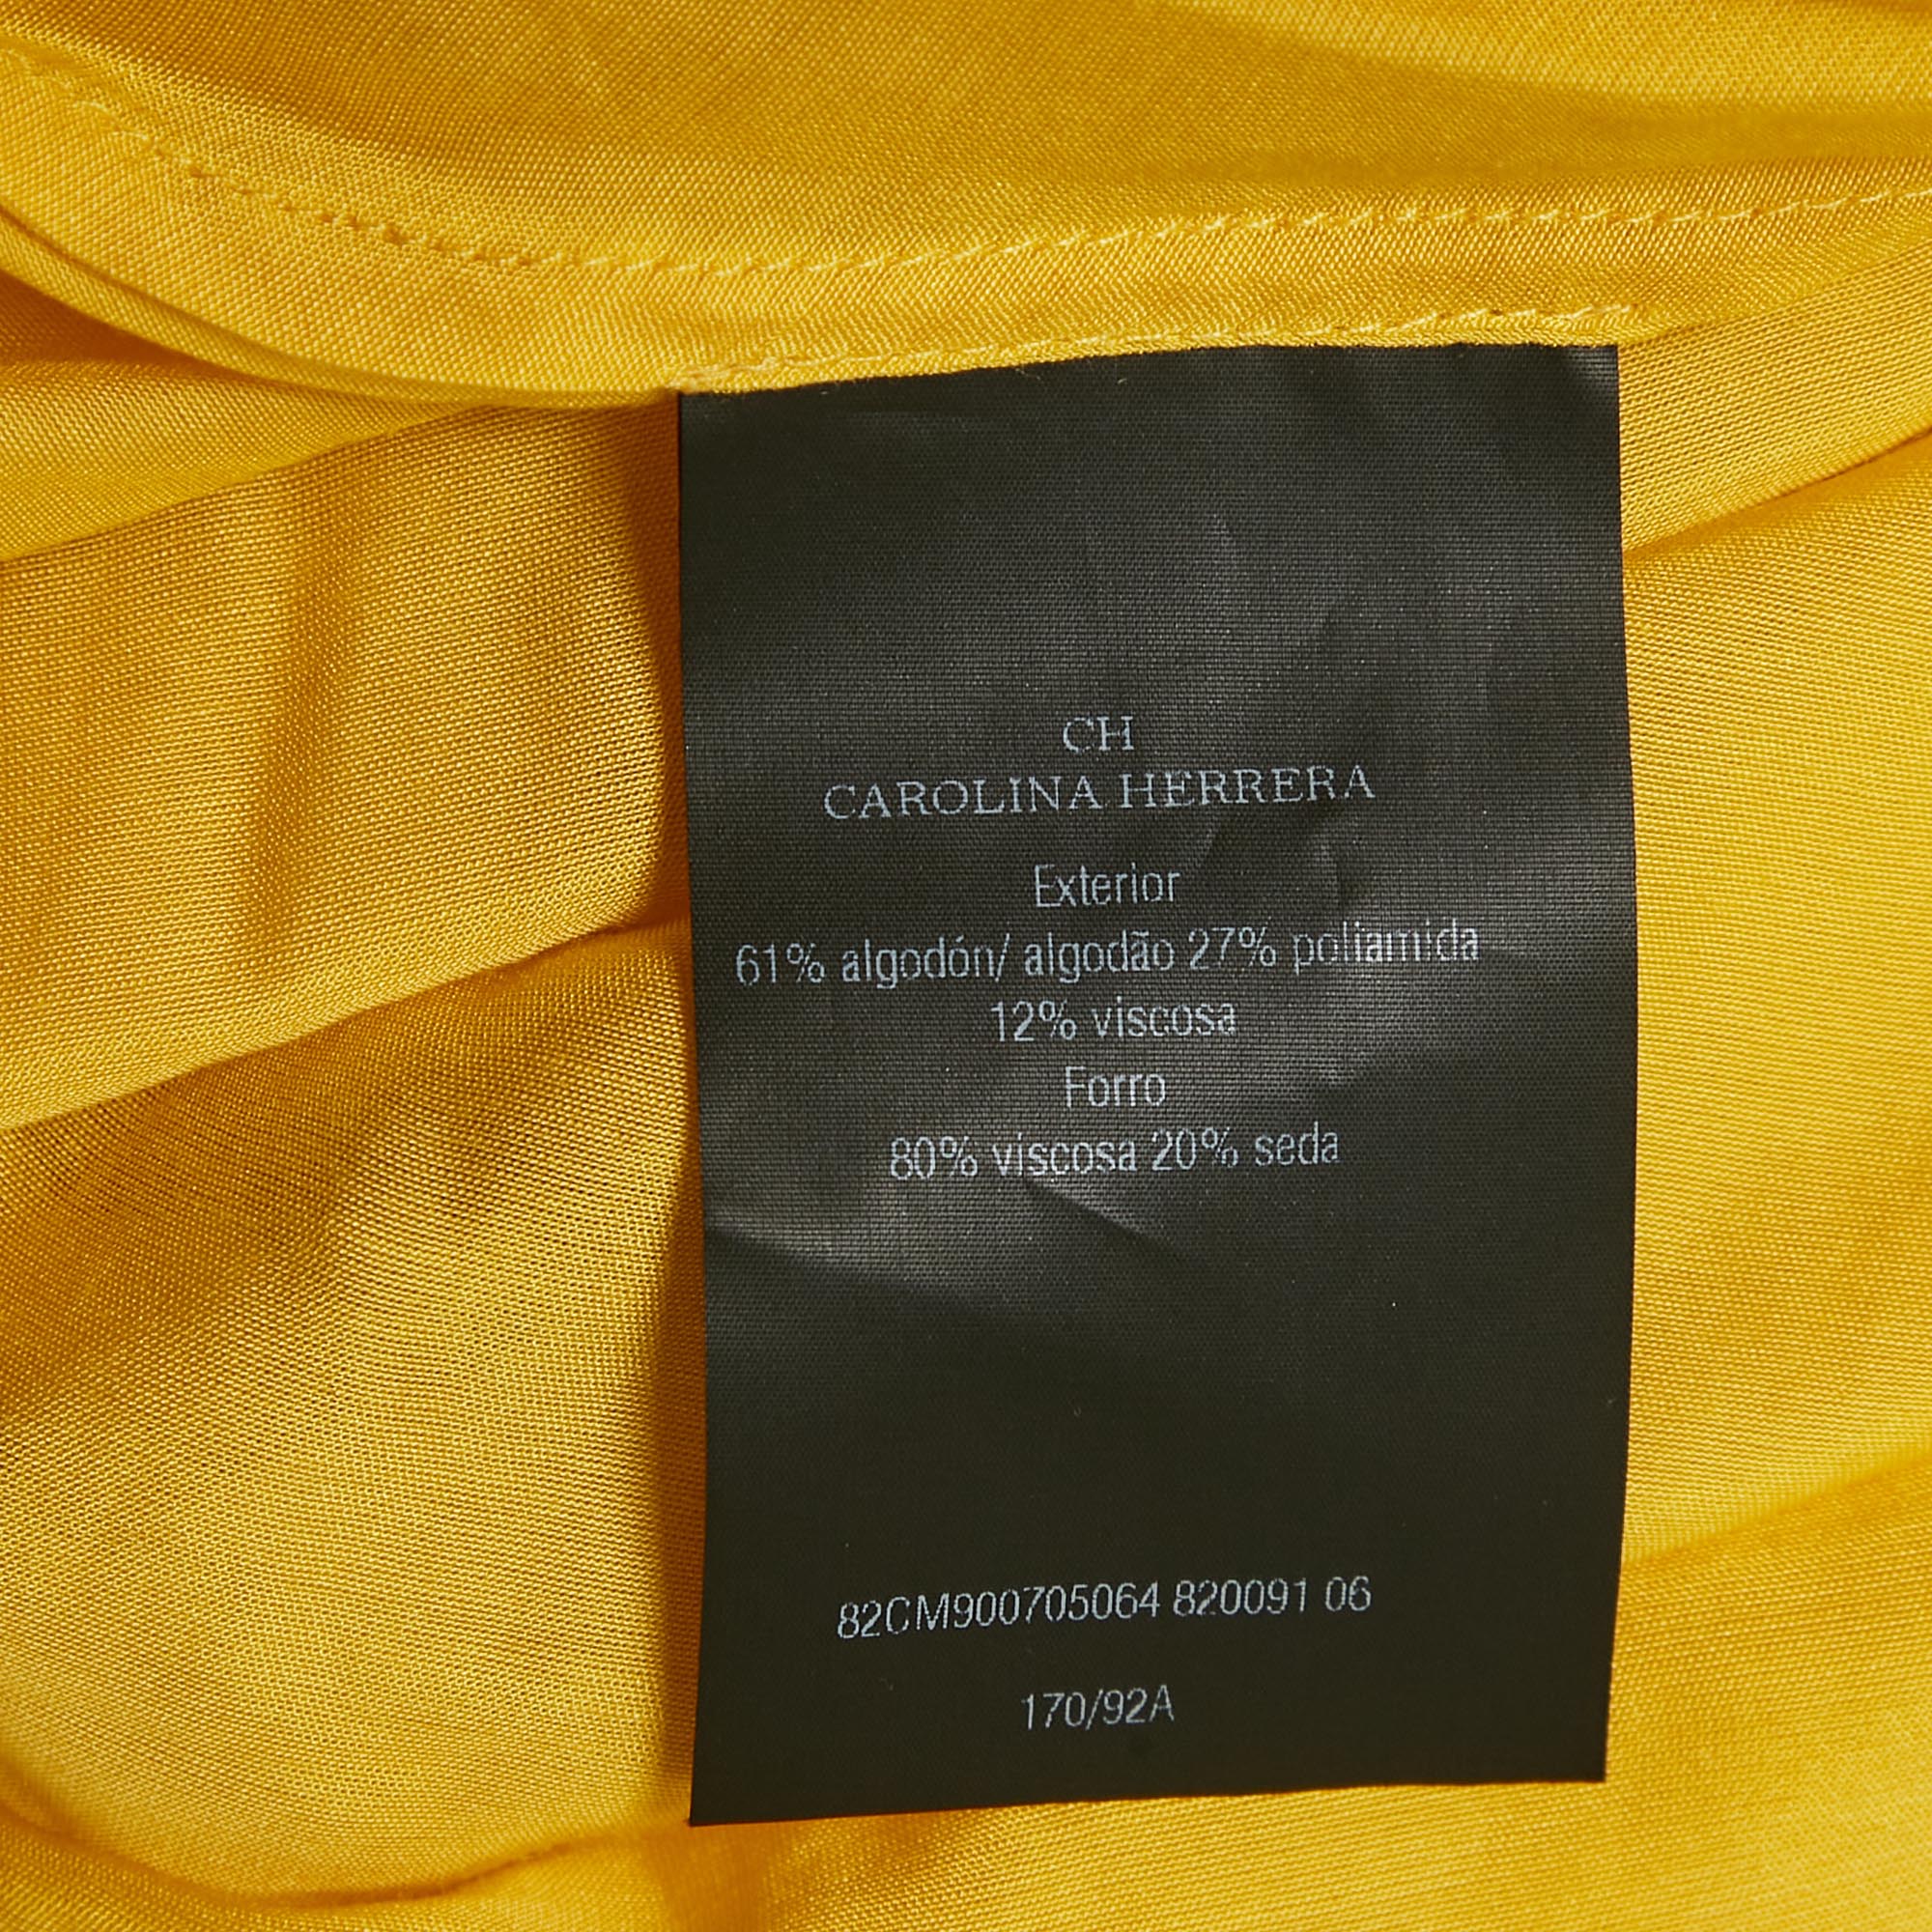 CH
CAROLINA HERRERA
Exterior
61% algodón/ algodão 27% poliamida
12% viscosa
Forro
80% viscosa 20% seda
82CM900705064 820091 06
170/92A